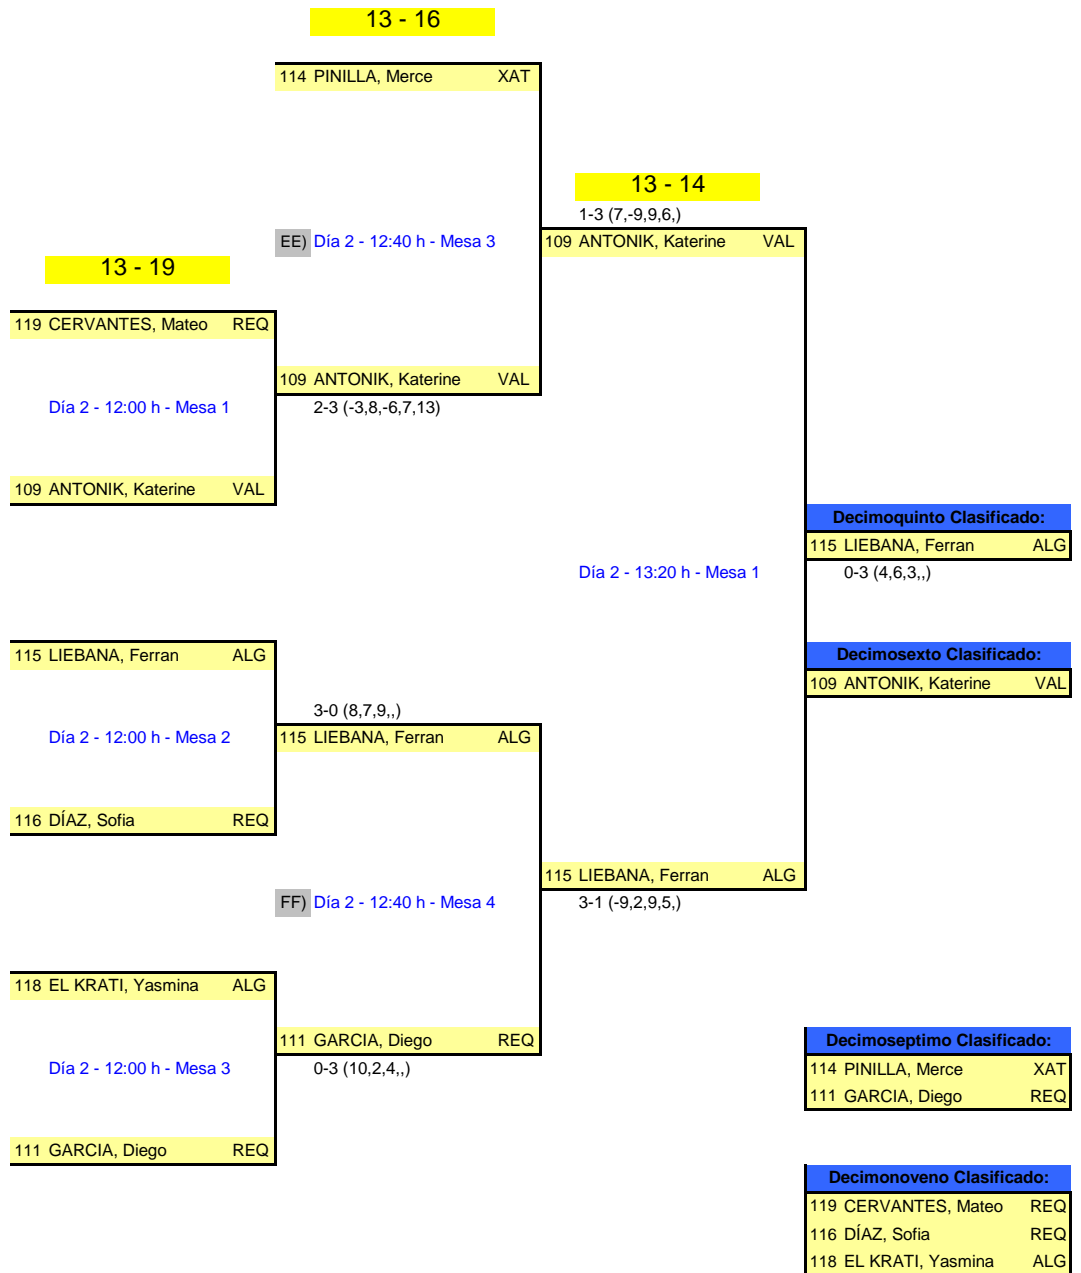 13 - 16
114 PINILLA, Merce XAT
13 - 14
1-3 (7,-9,9,6,)
EE) Día 2 - 12:40 h - Mesa 3
109 ANTONIK, Katerine VAL
13 - 19
119 CERVANTES, Mateo REQ
109 ANTONIK, Katerine VAL
Día 2 - 12:00 h - Mesa 1
2-3 (-3,8,-6,7,13)
109 ANTONIK, Katerine VAL
Decimoquinto Clasificado:
115 LIEBANA, Ferran ALG
Día 2 - 13:20 h - Mesa 1
0-3 (4,6,3,,)
115 LIEBANA, Ferran ALG
Decimosexto Clasificado:
109 ANTONIK, Katerine VAL
3-0 (8,7,9,,)
Día 2 - 12:00 h - Mesa 2
115 LIEBANA, Ferran ALG
116 DÍAZ, Sofia REQ
115 LIEBANA, Ferran ALG
FF) Día 2 - 12:40 h - Mesa 4
3-1 (-9,2,9,5,)
118 EL KRATI, Yasmina ALG
111 GARCIA, Diego REQ
Decimoseptimo Clasificado:
Día 2 - 12:00 h - Mesa 3
0-3 (10,2,4,,)
114 PINILLA, Merce XAT
111 GARCIA, Diego REQ
111 GARCIA, Diego REQ
Decimonoveno Clasificado:
119 CERVANTES, Mateo REQ
116 DÍAZ, Sofia REQ
118 EL KRATI, Yasmina ALG